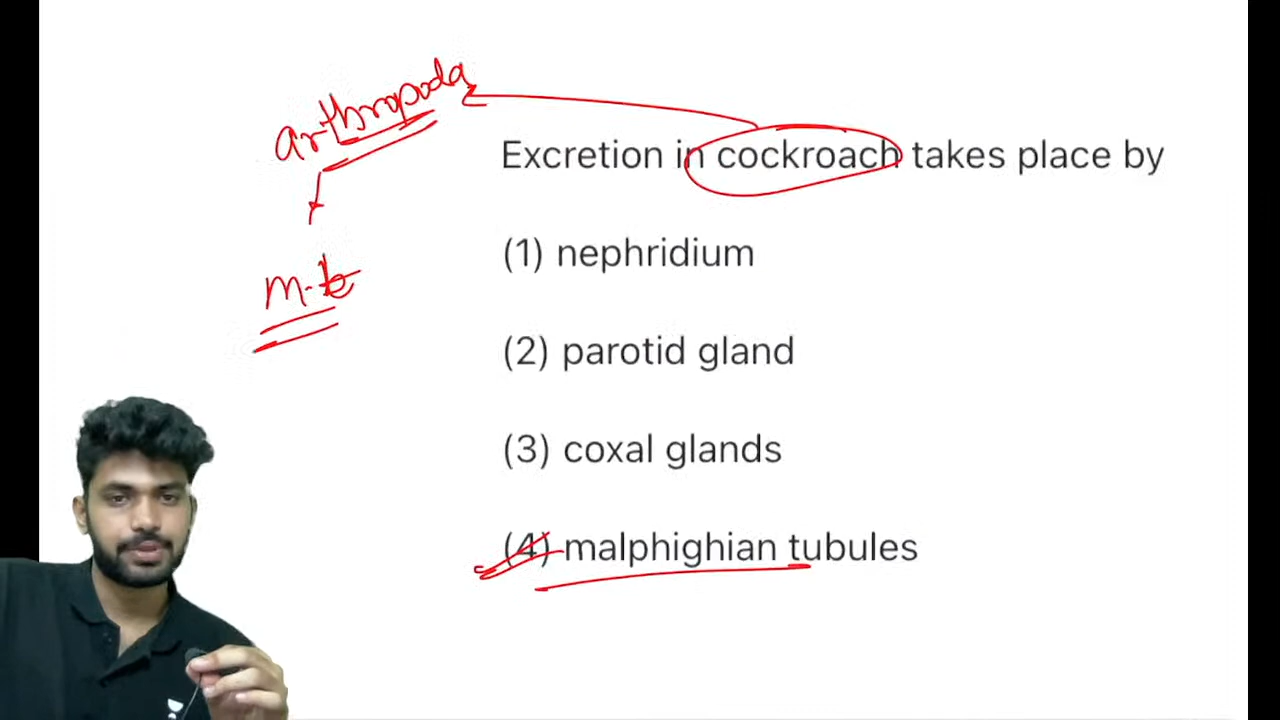 arthropoda
Excretion in cockroach takes place by
(1) nephridium
m.t
(2) parotid gland
(3) coxal glands
(4) malphighian tubules